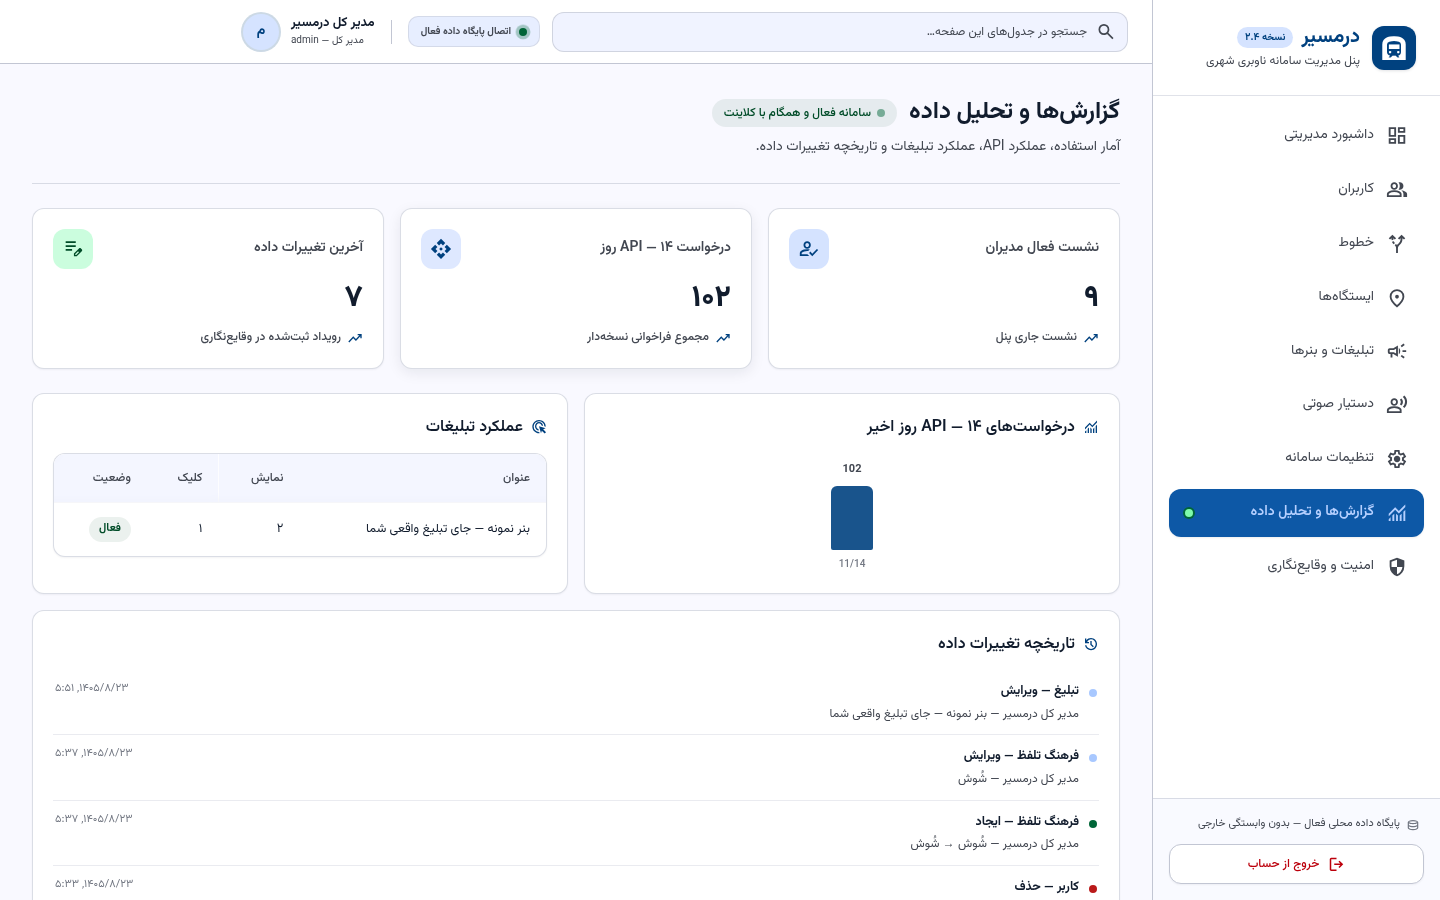 درمسیر
نسخه ۲.۴
پنل مدیریت سامانه ناوبری شهری
داشبورد مدیریتی
کاربران
خطوط
ایستگاه‌ها
تبلیغات و بنرها
دستیار صوتی
تنظیمات سامانه
گزارش‌ها و تحلیل داده
امنیت و وقایع‌نگاری
پایگاه داده محلی فعال — بدون وابستگی خارجی
خروج از حساب
جستجو در جدول‌های این صفحه…
اتصال پایگاه داده فعال
مدیر کل درمسیر
مدیر کل — admin
م
گزارش‌ها و تحلیل داده
سامانه فعال و همگام با کلاینت
آمار استفاده، عملکرد API، عملکرد تبلیغات و تاریخچه تغییرات داده.
نشست فعال مدیران
۹
نشست جاری پنل
درخواست API — ۱۴ روز
۱۰۲
مجموع فراخوانی نسخه‌دار
آخرین تغییرات داده
۷
رویداد ثبت‌شده در وقایع‌نگاری
درخواست‌های API — ۱۴ روز اخیر
102
11/14
عملکرد تبلیغات
عنوان نمایش کلیک وضعیت
بنر نمونه — جای تبلیغ واقعی شما ۲ ۱ فعال
تاریخچه تغییرات داده
تبلیغ — ویرایش
۱۴۰۵/۸/۲۳, ۵:۵۱
مدیر کل درمسیر — بنر نمونه — جای تبلیغ واقعی شما
فرهنگ تلفظ — ویرایش
۱۴۰۵/۸/۲۳, ۵:۳۷
مدیر کل درمسیر — شُوش
فرهنگ تلفظ — ایجاد
۱۴۰۵/۸/۲۳, ۵:۳۷
مدیر کل درمسیر — شُوش → شُوش
کاربر — حذف
۱۴۰۵/۸/۲۳, ۵:۳۳